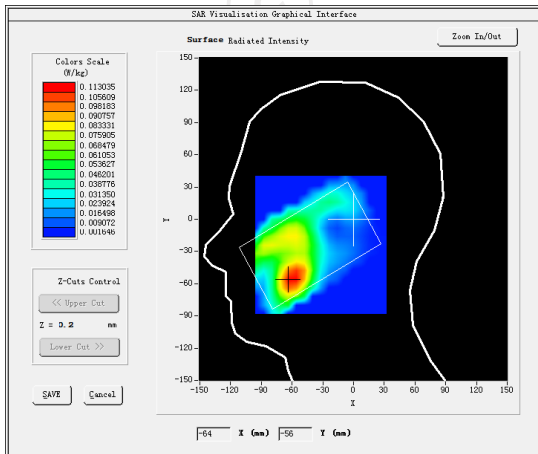 SAR Visualisation Graphical Interface
Surface Radiated Intensity
Zoom In/Out
Colors Scale
(W/kg)
0.113035
0.105609
0.098183
0.090757
0.083331
0.075905
0.068479
0.061053
0.053627
0.046201
0.038776
0.031350
0.023924
0.016498
0.009072
0.001646
Z-Cuts Control
<< Upper Cut
Z = 0.2 mm
Lower Cut >>
SAVE Cancel
150
120
90
60
30
0
-30
-60
-90
-120
-150
Y
-150 -120 -90 -60 -30 0 30 60 90 120 150
X
-64 X (mm) -56 Y (mm)